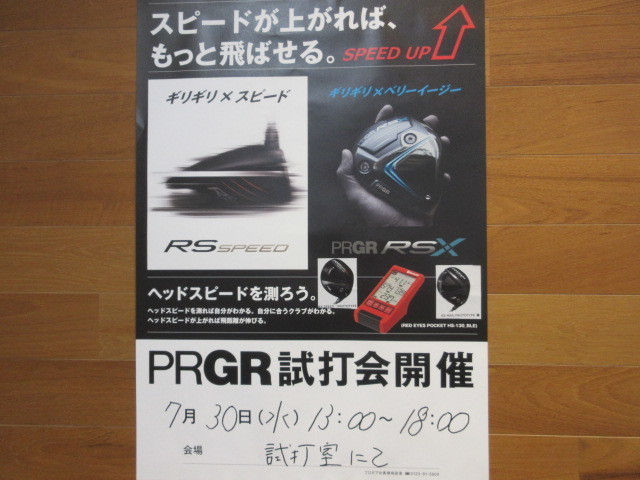 スピードが上がれば、
もっと飛ばせる。SPEED UP
ギリギリ×スピード
ギリギリ×ベリーイージー
RS SPEED
PRGR RSX
ヘッドスピードを測ろう。
ヘッドスピードを測れば自分がわかる、自分に合うクラブがわかる。
ヘッドスピードが上がれば飛距離が伸びる。
(RED EYES POCKET HS-130_BLE)
PRGR試打会開催
7月30日(水) 13:00~18:00
会場 試打室にて